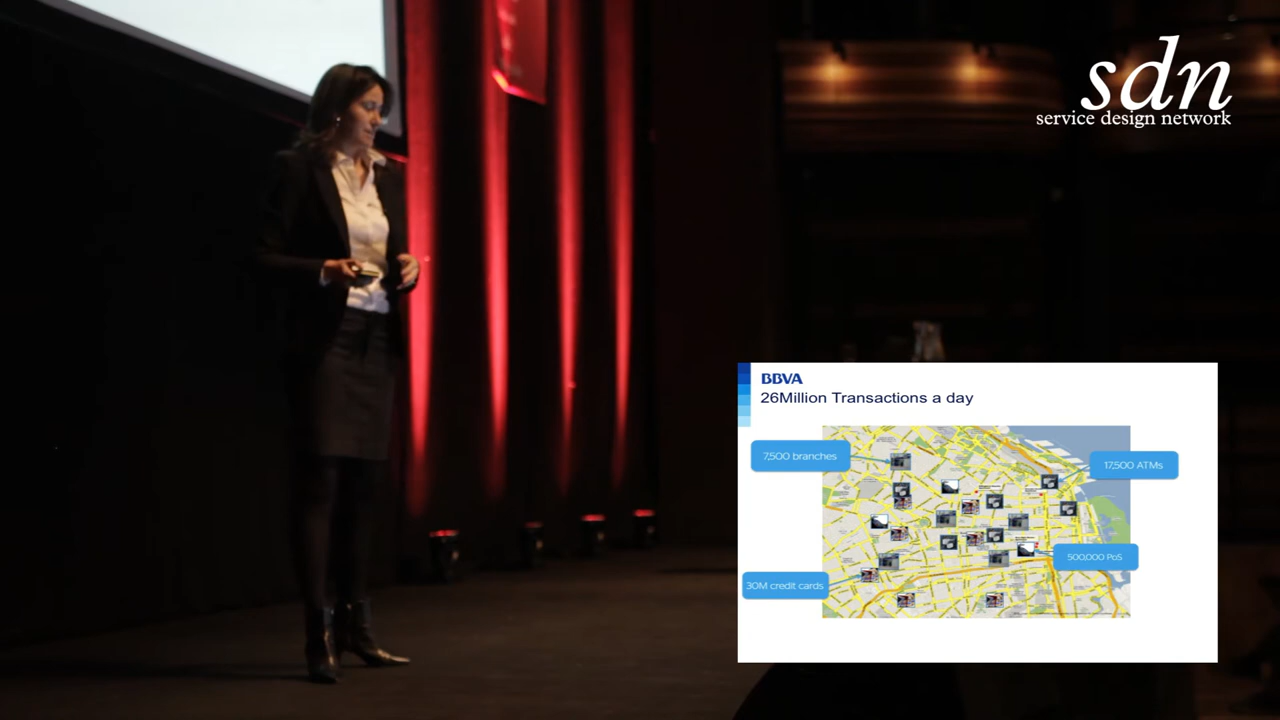 sdn
service design network
BBVA
26Million Transactions a day
7,500 branches
17,500 ATMs
500,000 PoS
30M credit cards